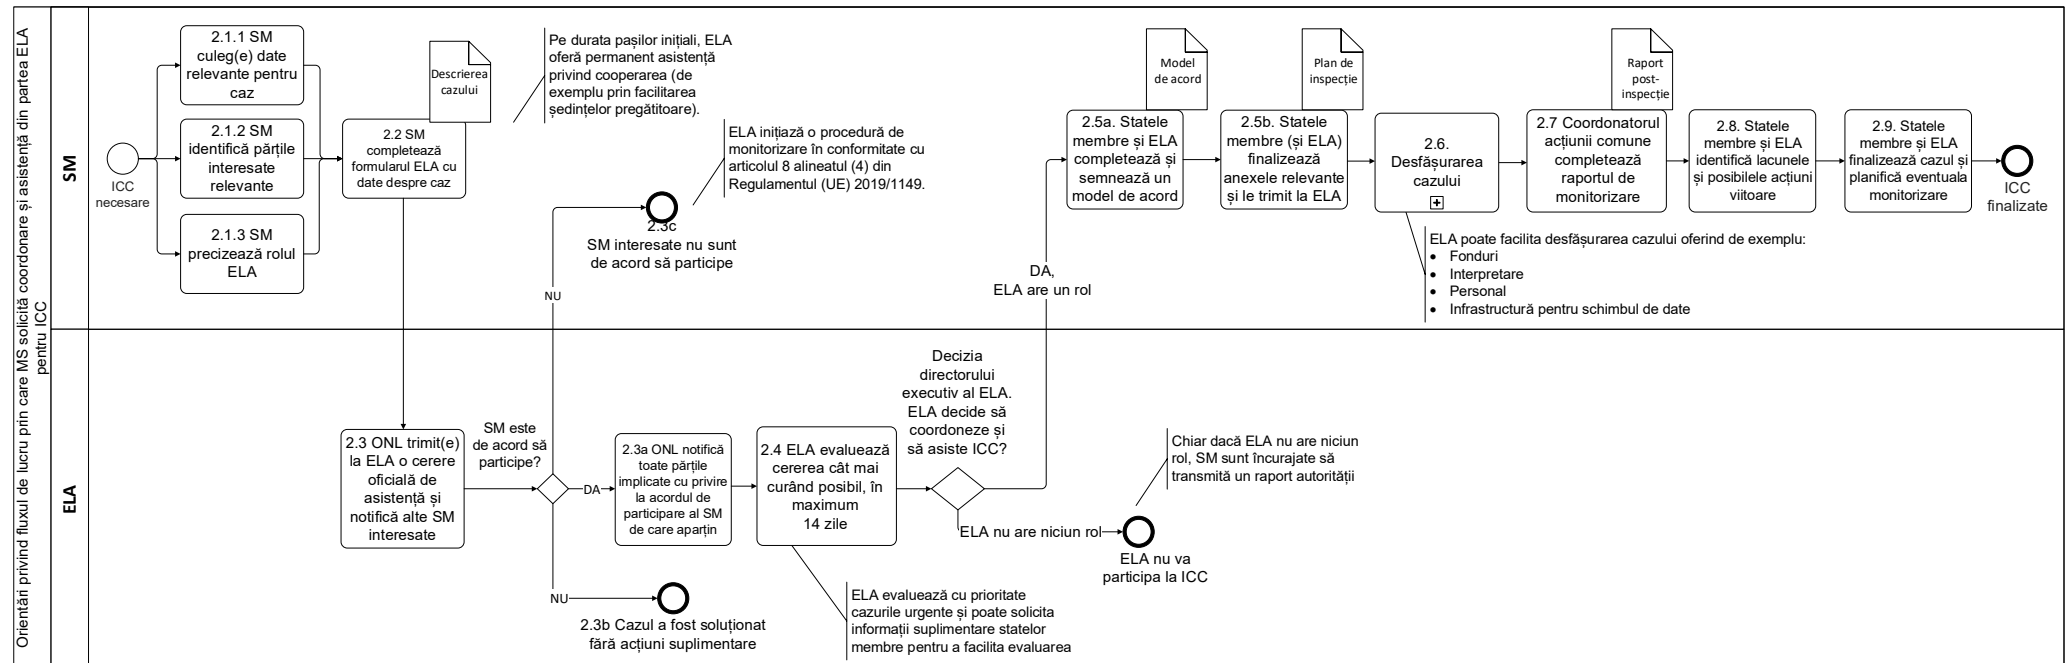 Orientări privind fluxul de lucru prin care MS solicită coordonare și asistență din partea ELA
pentru ICC
SM
ICC
necesare
2.1.1 SM
culeg(e) date
relevante pentru
caz
2.1.2 SM
identifică părțile
interesate
relevante
2.1.3 SM
precizează rolul
ELA
2.2 SM
completează
formularul ELA cu
date despre caz
Descrierea
cazului
Pe durata pașilor inițiali, ELA
oferă permanent asistență
privind cooperarea (de
exemplu prin facilitarea
ședințelor pregătitoare).
ELA inițiază o procedură de
monitorizare în conformitate cu
articolul 8 alineatul (4) din
Regulamentul (UE) 2019/1149.
2.3c
SM interesate nu sunt
de acord să participe
NU
DA,
ELA are un rol
Model
de acord
2.5a. Statele
membre și ELA
completează și
semnează un
model de acord
Plan de
inspecție
2.5b. Statele
membre (și ELA)
finalizează
anexele relevante
și le trimit la ELA
2.6.
Desfășurarea
cazului
ELA poate facilita desfășurarea cazului oferind de exemplu:
• Fonduri
• Interpretare
• Personal
• Infrastructură pentru schimbul de date
Raport
post-
inspecție
2.7 Coordonatorul
acțiunii comune
completează
raportul de
monitorizare
2.8. Statele
membre și ELA
identifică lacunele
și posibilele acțiuni
viitoare
2.9. Statele
membre și ELA
finalizează cazul și
planifică eventuala
monitorizare
ICC
finalizate
ELA
2.3 ONL trimit(e)
la ELA o cerere
oficială de
asistență și
notifică alte SM
interesate
SM este
de acord să
participe?
DA
2.3a ONL notifică
toate părțile
implicate cu privire
la acordul de
participare al SM
de care aparțin
NU
2.3b Cazul a fost soluționat
fără acțiuni suplimentare
2.4 ELA evaluează
cererea cât mai
curând posibil, în
maximum
14 zile
ELA evaluează cu prioritate
cazurile urgente și poate solicita
informații suplimentare statelor
membre pentru a facilita evaluarea
Decizia
directorului
executiv al ELA.
ELA decide să
coordoneze și
să asiste ICC?
ELA nu are niciun rol
ELA nu va
participa la ICC
Chiar dacă ELA nu are niciun
rol, SM sunt încurajate să
transmită un raport autorității